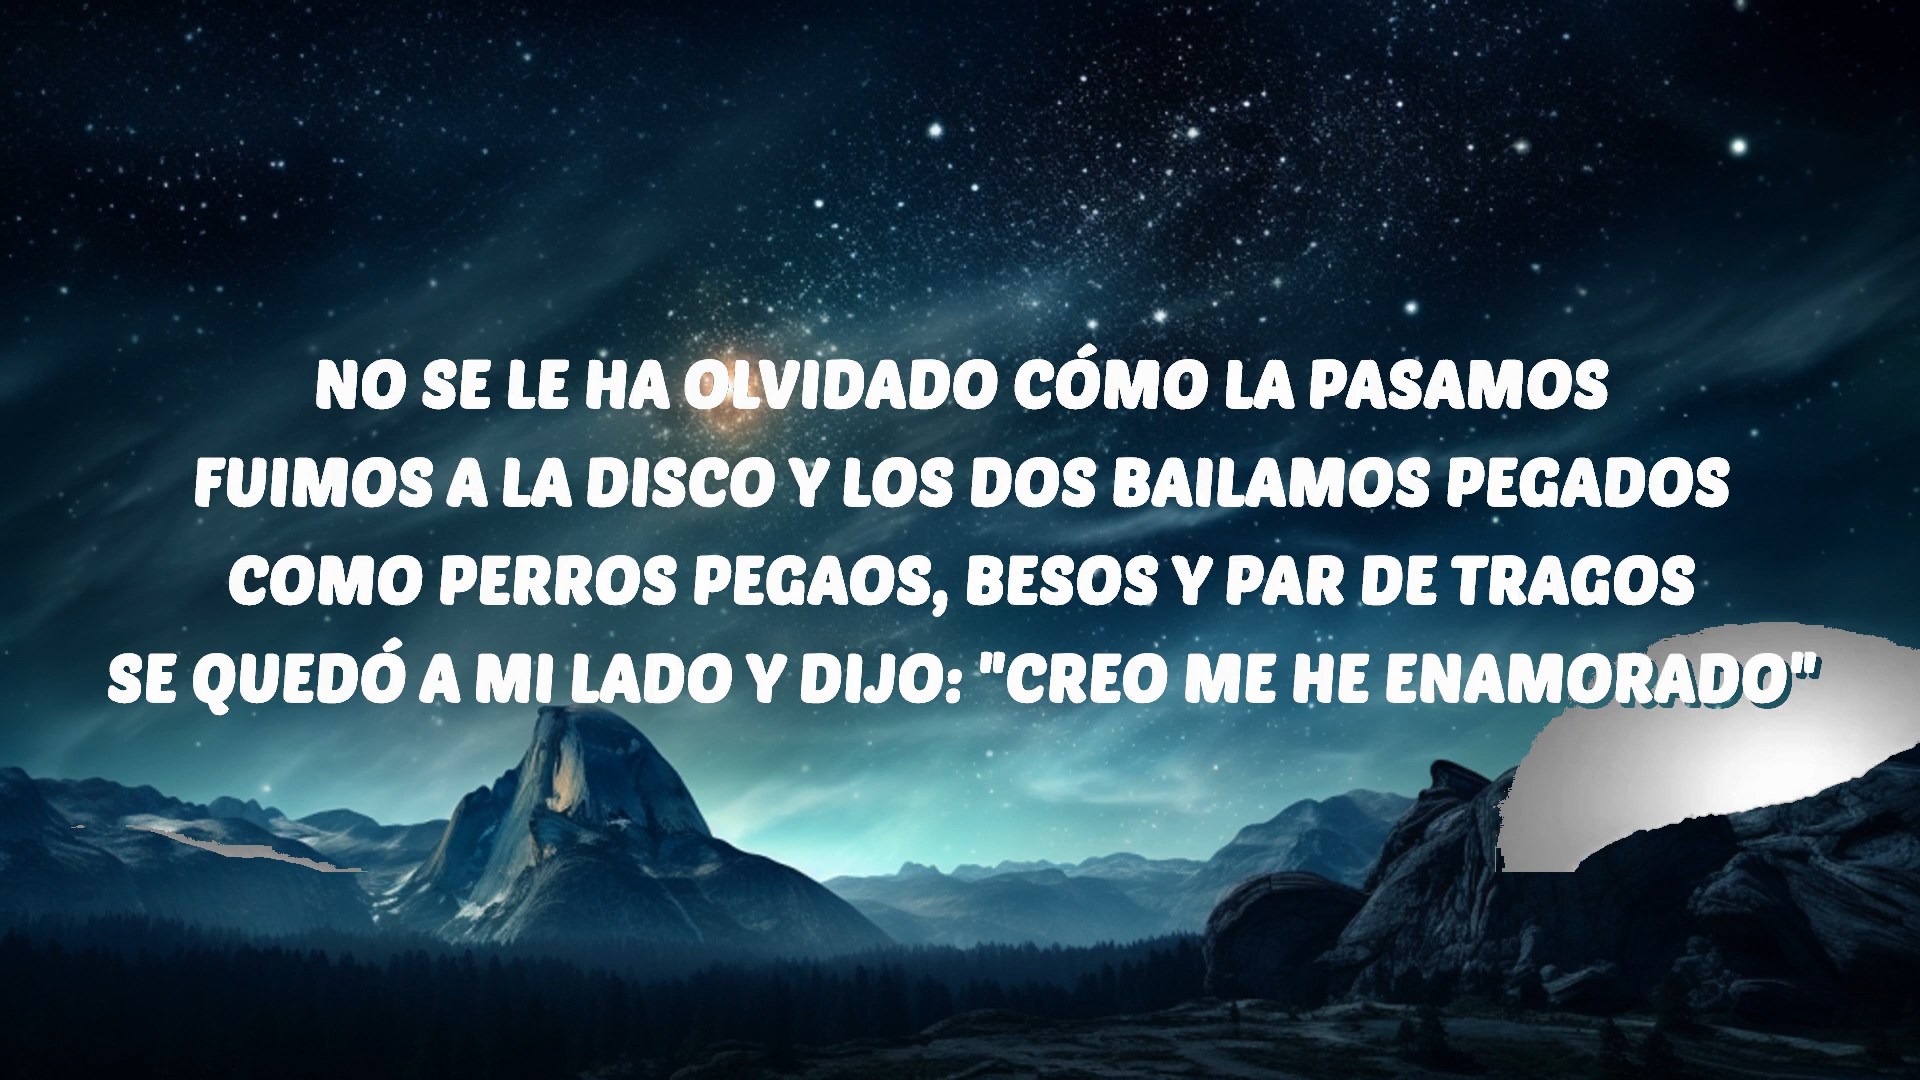 NO SE LE HA OLVIDADO CÓMO LA PASAMOS
FUIMOS A LA DISCO Y LOS DOS BAILAMOS PEGADOS
COMO PERROS PEGAOS, BESOS Y PAR DE TRAGOS
SE QUEDÓ A MI LADO Y DIJO: "CREO ME HE ENAMORADO"